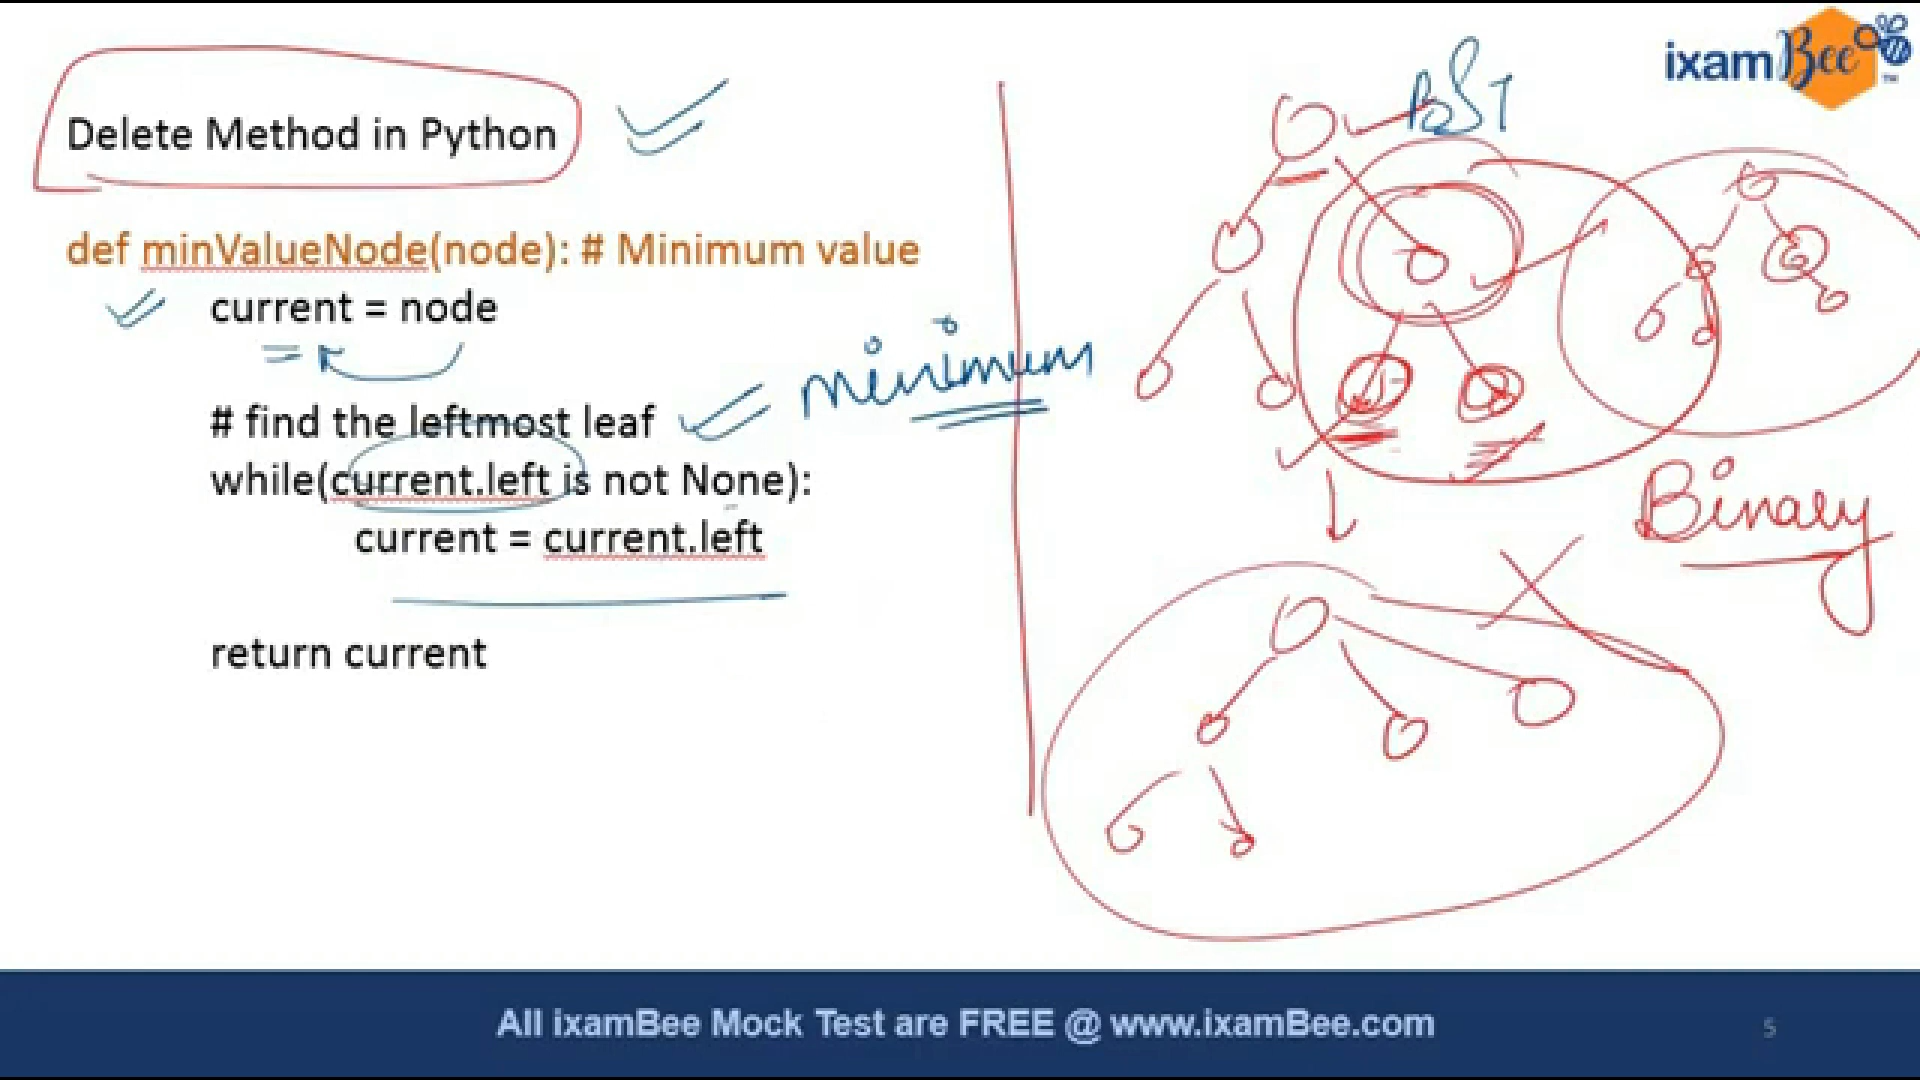 ixamBee
TM
BST
Delete Method in Python
def minValueNode(node): # Minimum value
current = node
minimum
# find the leftmost leaf
while(current.left is not None):
current = current.left
Binary
return current
All ixamBee Mock Test are FREE @ www.ixamBee.com
5